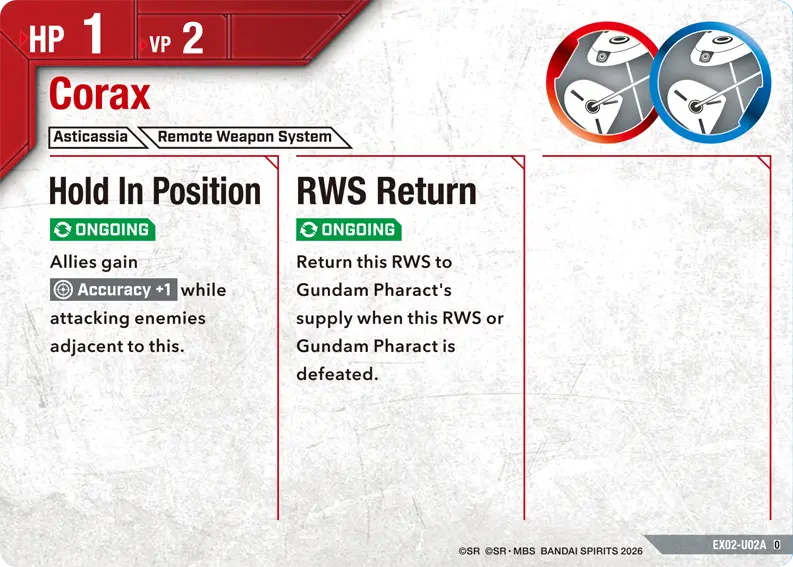 HP 1 VP 2
Corax
Asticassia Remote Weapon System
Hold In Position
ONGOING
Allies gain
Accuracy +1 while
attacking enemies
adjacent to this.
RWS Return
ONGOING
Return this RWS to
Gundam Pharact's
supply when this RWS or
Gundam Pharact is
defeated.
©SR ©SR・MBS BANDAI SPIRITS 2026
EX02-U02A 0